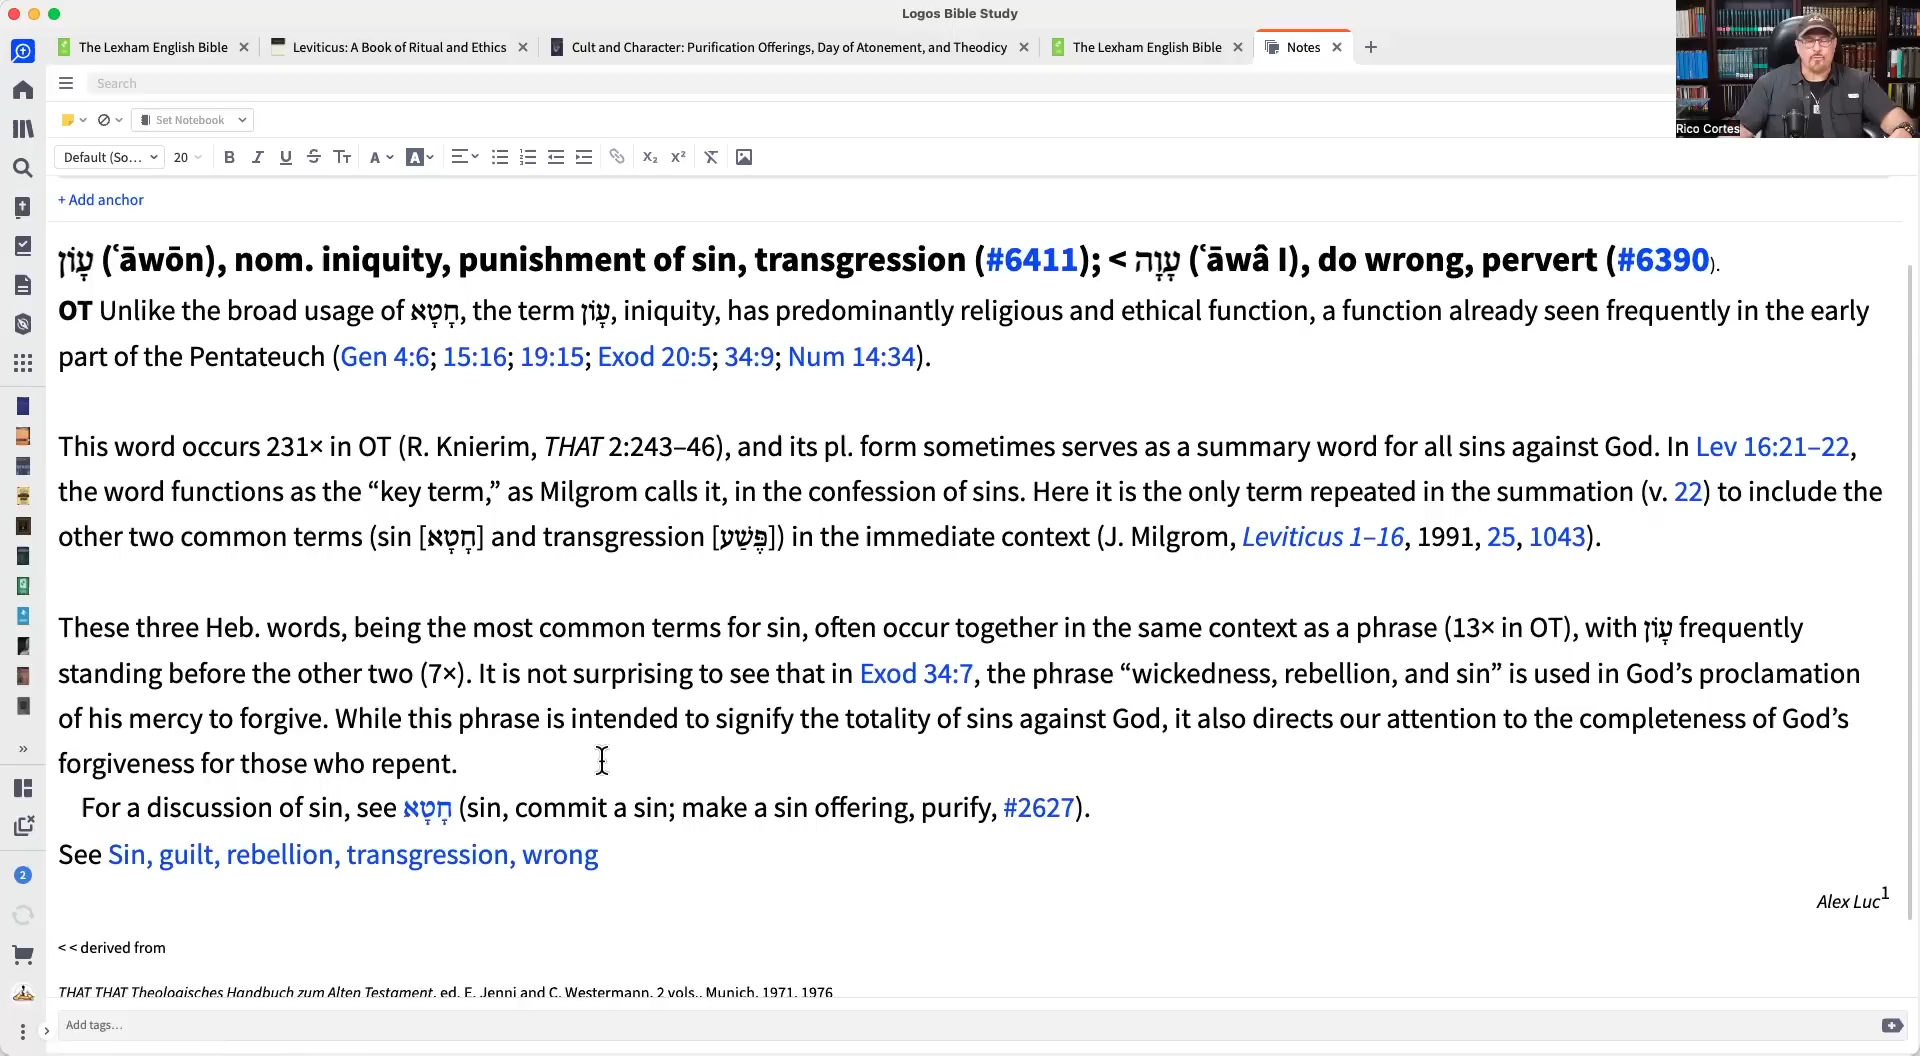 Logos Bible Study
The Lexham English Bible
Leviticus: A Book of Ritual and Ethics
Cult and Character: Purification Offerings, Day of Atonement, and Theodicy
The Lexham English Bible
Notes
Search
Rico Cortes
Set Notebook
Default (So... 20 B I U S Tт A A X₂ X²
+ Add anchor
עָוֹן (ʿāwōn), nom. iniquity, punishment of sin, transgression (#6411); < עָוָה (ʿāwâ I), do wrong, pervert (#6390).
OT Unlike the broad usage of חָטָא, the term עָוֹן, iniquity, has predominantly religious and ethical function, a function already seen frequently in the early
part of the Pentateuch (Gen 4:6; 15:16; 19:15; Exod 20:5; 34:9; Num 14:34).
This word occurs 231× in OT (R. Knierim, THAT 2:243–46), and its pl. form sometimes serves as a summary word for all sins against God. In Lev 16:21–22,
the word functions as the “key term,” as Milgrom calls it, in the confession of sins. Here it is the only term repeated in the summation (v. 22) to include the
other two common terms (sin [חָטָא] and transgression [פֶּשַׁע]) in the immediate context (J. Milgrom, Leviticus 1–16, 1991, 25, 1043).
These three Heb. words, being the most common terms for sin, often occur together in the same context as a phrase (13× in OT), with עָוֹן frequently
standing before the other two (7×). It is not surprising to see that in Exod 34:7, the phrase “wickedness, rebellion, and sin” is used in God’s proclamation
of his mercy to forgive. While this phrase is intended to signify the totality of sins against God, it also directs our attention to the completeness of God’s
forgiveness for those who repent.
For a discussion of sin, see חָטָא (sin, commit a sin; make a sin offering, purify, #2627).
See Sin, guilt, rebellion, transgression, wrong
Alex Luc¹
< < derived from
THAT THAT Theologisches Handbuch zum Alten Testament, ed. E. Jenni and C. Westermann, 2 vols., Munich, 1971, 1976
2
Add tags...